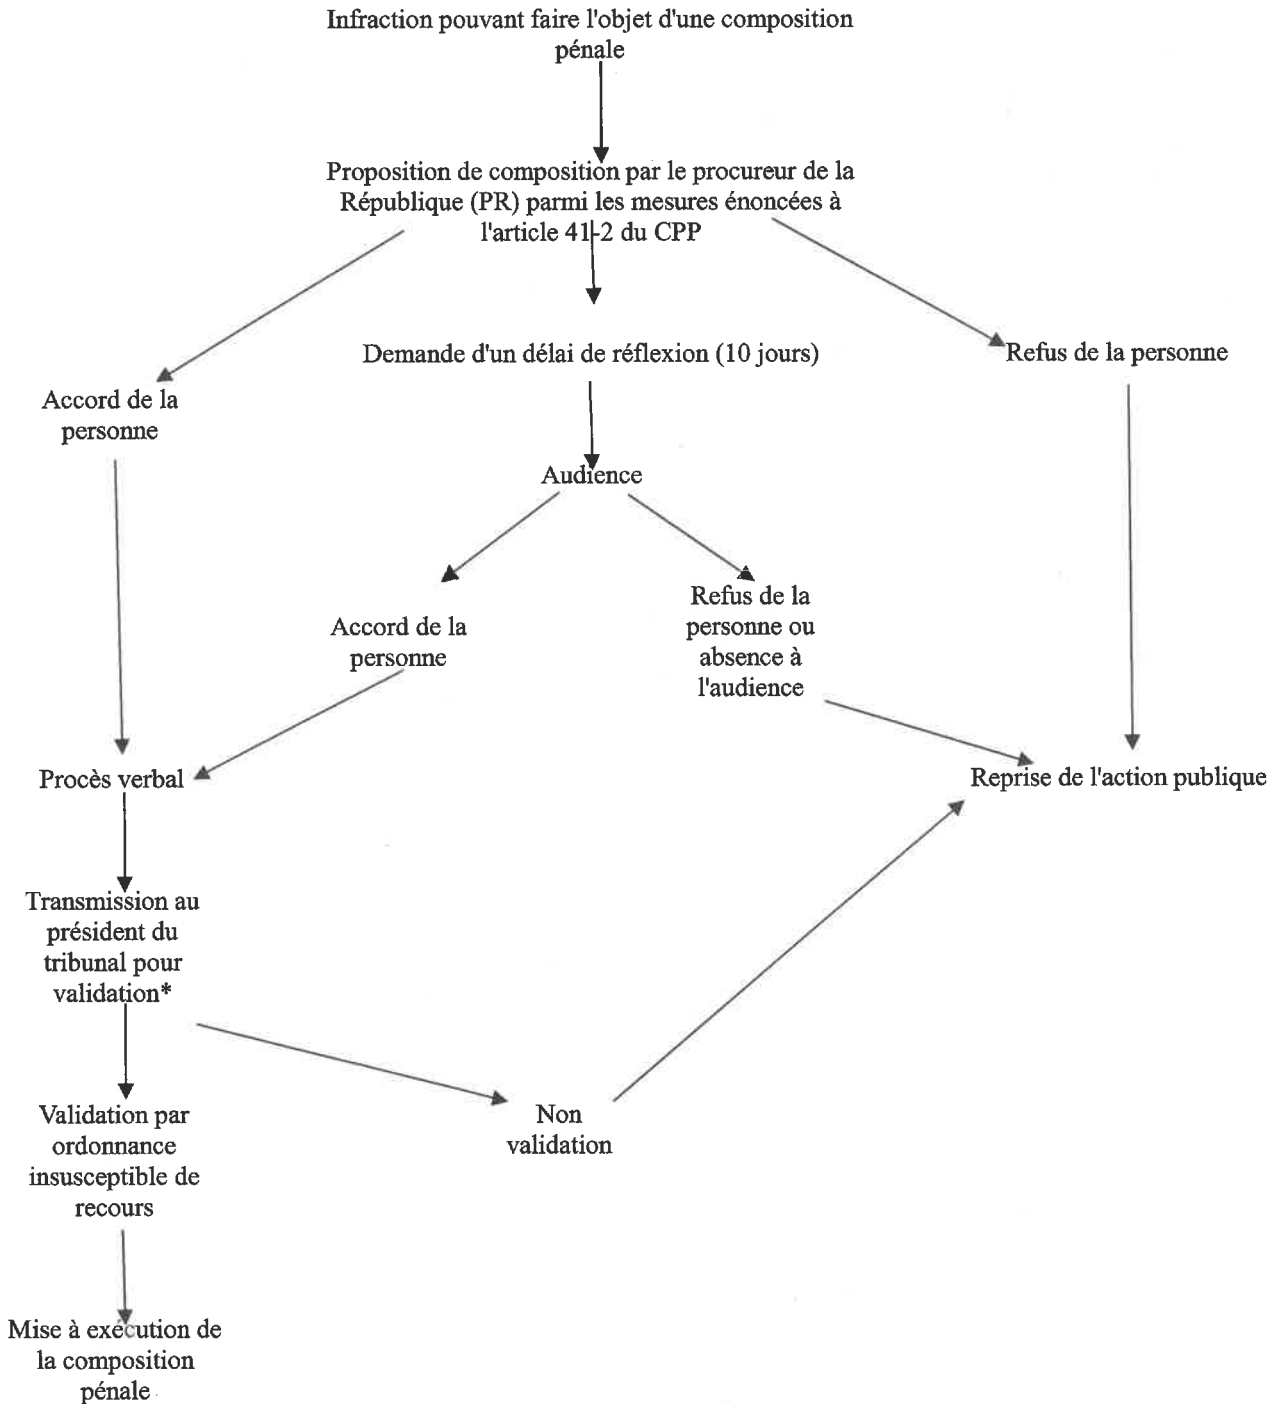 Infraction pouvant faire l'objet d'une composition
pénale
Proposition de composition par le procureur de la
République (PR) parmi les mesures énoncées à
l'article 41-2 du CPP
Demande d'un délai de réflexion (10 jours)
Refus de la personne
Accord de la
personne
Audience
Accord de la
personne
Refus de la
personne ou
absence à
l'audience
Procès verbal
Reprise de l'action publique
Transmission au
président du
tribunal pour
validation*
Validation par
ordonnance
insusceptible de
recours
Non
validation
Mise à exécution de
la composition
pénale